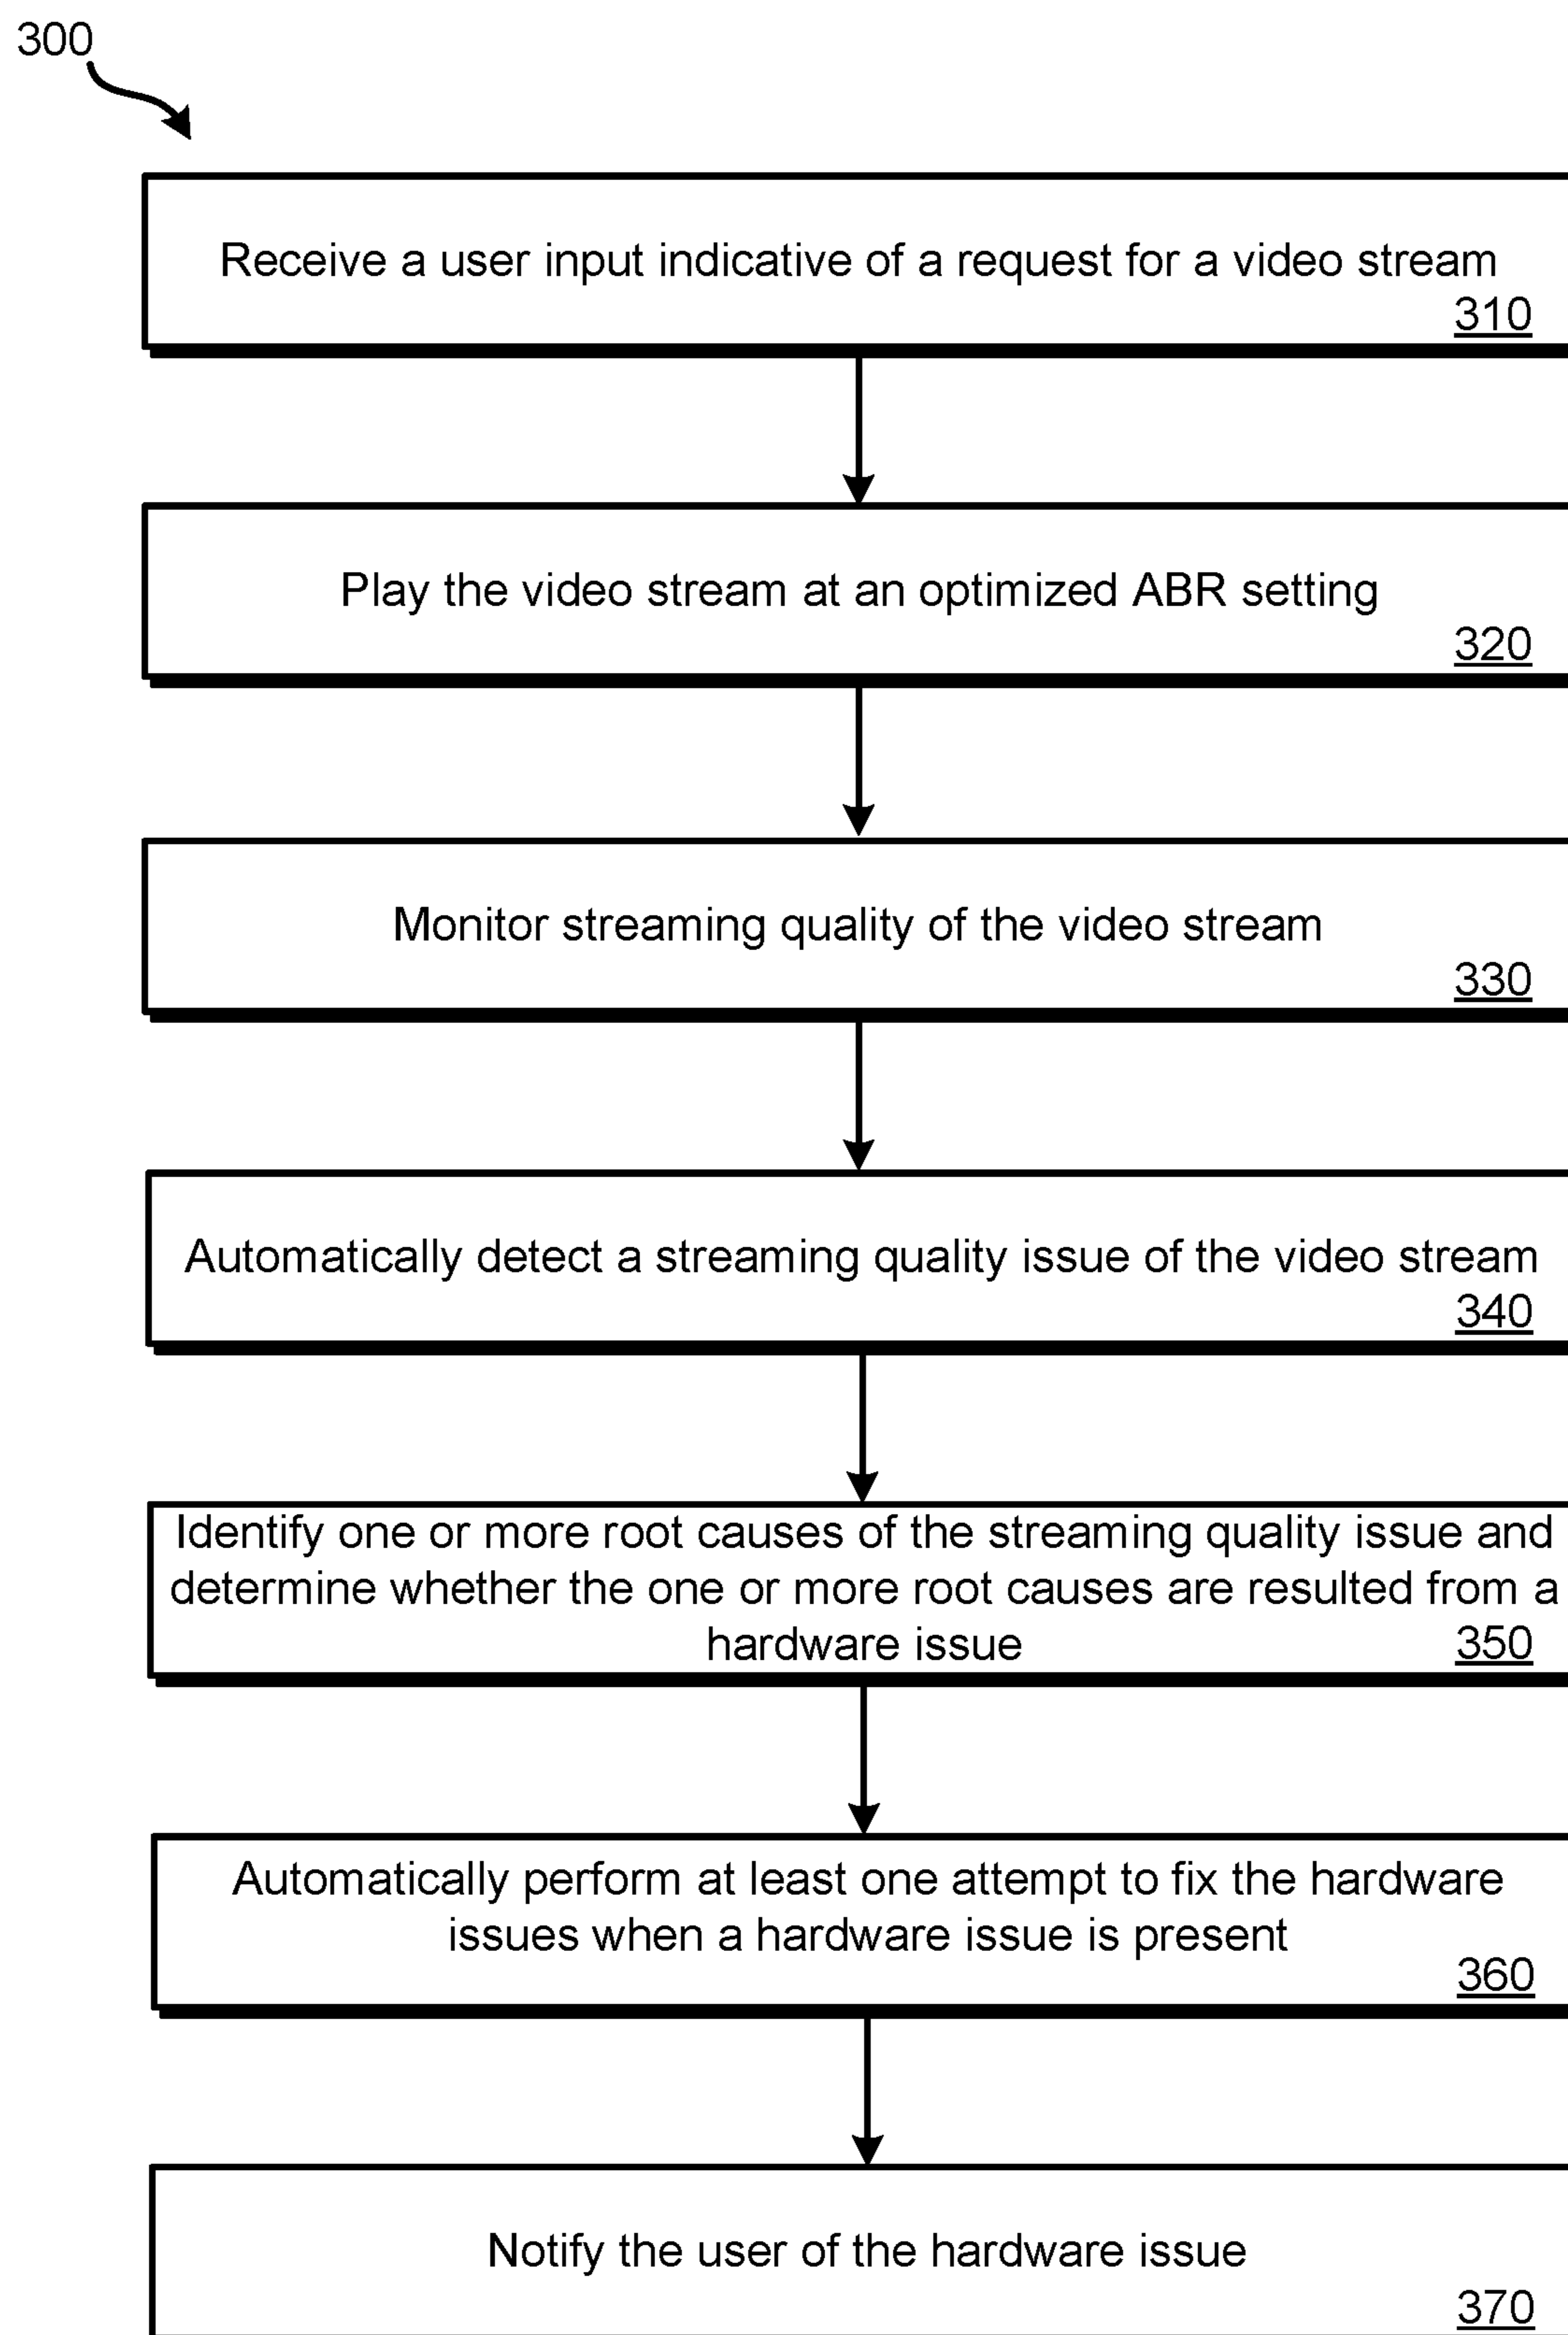 300
Receive a user input indicative of a request for a video stream
310
Play the video stream at an optimized ABR setting
320
Monitor streaming quality of the video stream
330
Automatically detect a streaming quality issue of the video stream
340
Identify one or more root causes of the streaming quality issue and
determine whether the one or more root causes are resulted from a
hardware issue
350
Automatically perform at least one attempt to fix the hardware
issues when a hardware issue is present
360
Notify the user of the hardware issue
370